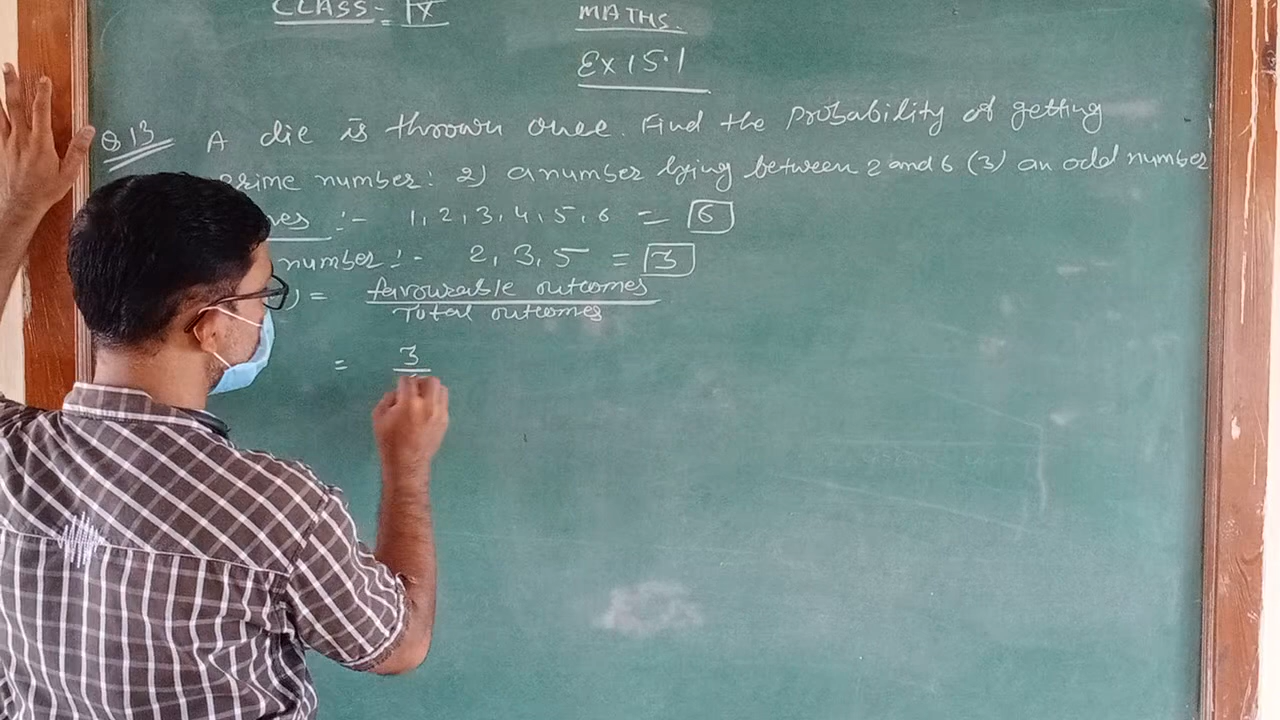 CLASS - IX
MATHS.
Ex 15.1
Q 13 A die is thrown once. Find the probability of getting
prime number: 2) a number lying between 2 and 6 (3) an odd number
:- 1, 2, 3, 4, 5, 6 = 6
number :- 2, 3, 5 = 3
) = favourable outcomes
Total outcomes
= 3